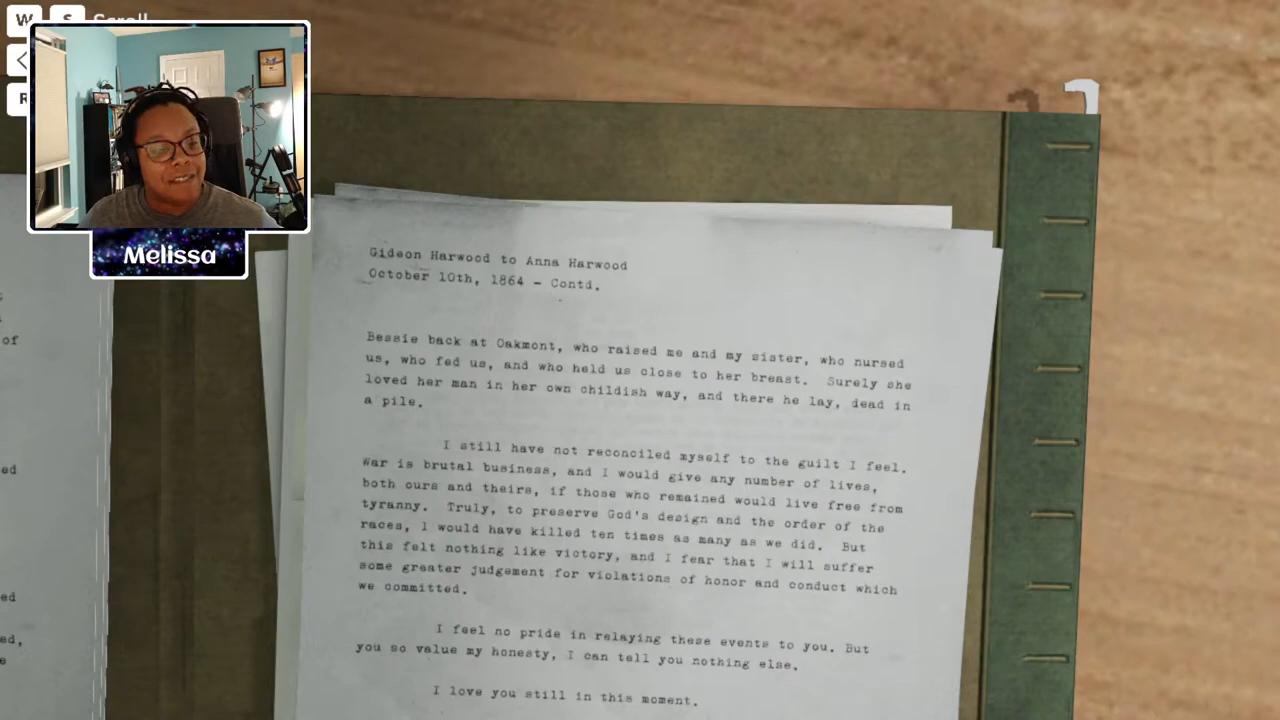 W S Scroll
R
Melissa
of
ed
ed
ed,
e
Gideon Harwood to Anna Harwood
October 10th, 1864 - Contd.
Bessie back at Oakmont, who raised me and my sister, who nursed
us, who fed us, and who held us close to her breast. Surely she
loved her man in her own childish way, and there he lay, dead in
a pile.
I still have not reconciled myself to the guilt I feel.
War is brutal business, and I would give any number of lives,
both ours and theirs, if those who remained would live free from
tyranny. Truly, to preserve God's design and the order of the
races, I would have killed ten times as many as we did. But
this felt nothing like victory, and I fear that I will suffer
some greater judgement for violations of honor and conduct which
we committed.
I feel no pride in relaying these events to you. But
you so value my honesty, I can tell you nothing else.
I love you still in this moment.